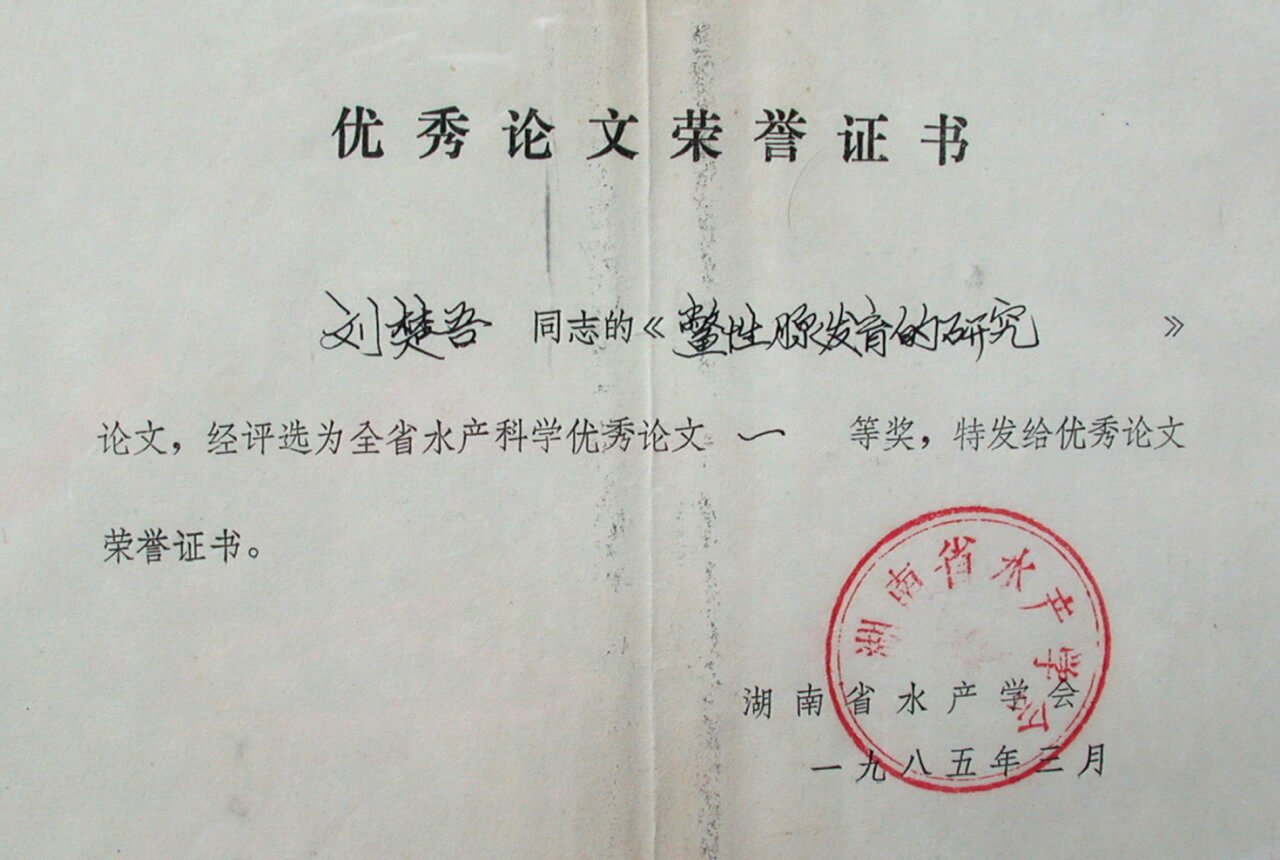 优秀论文荣誉证书
刘楚吾 同志的《鳖性腺发育的研究 》
论文，经评选为全省水产科学优秀论文 一 等奖，特发给优秀论文
荣誉证书。
湖南省水产学会
湖南省水产学会
一九八五年三月